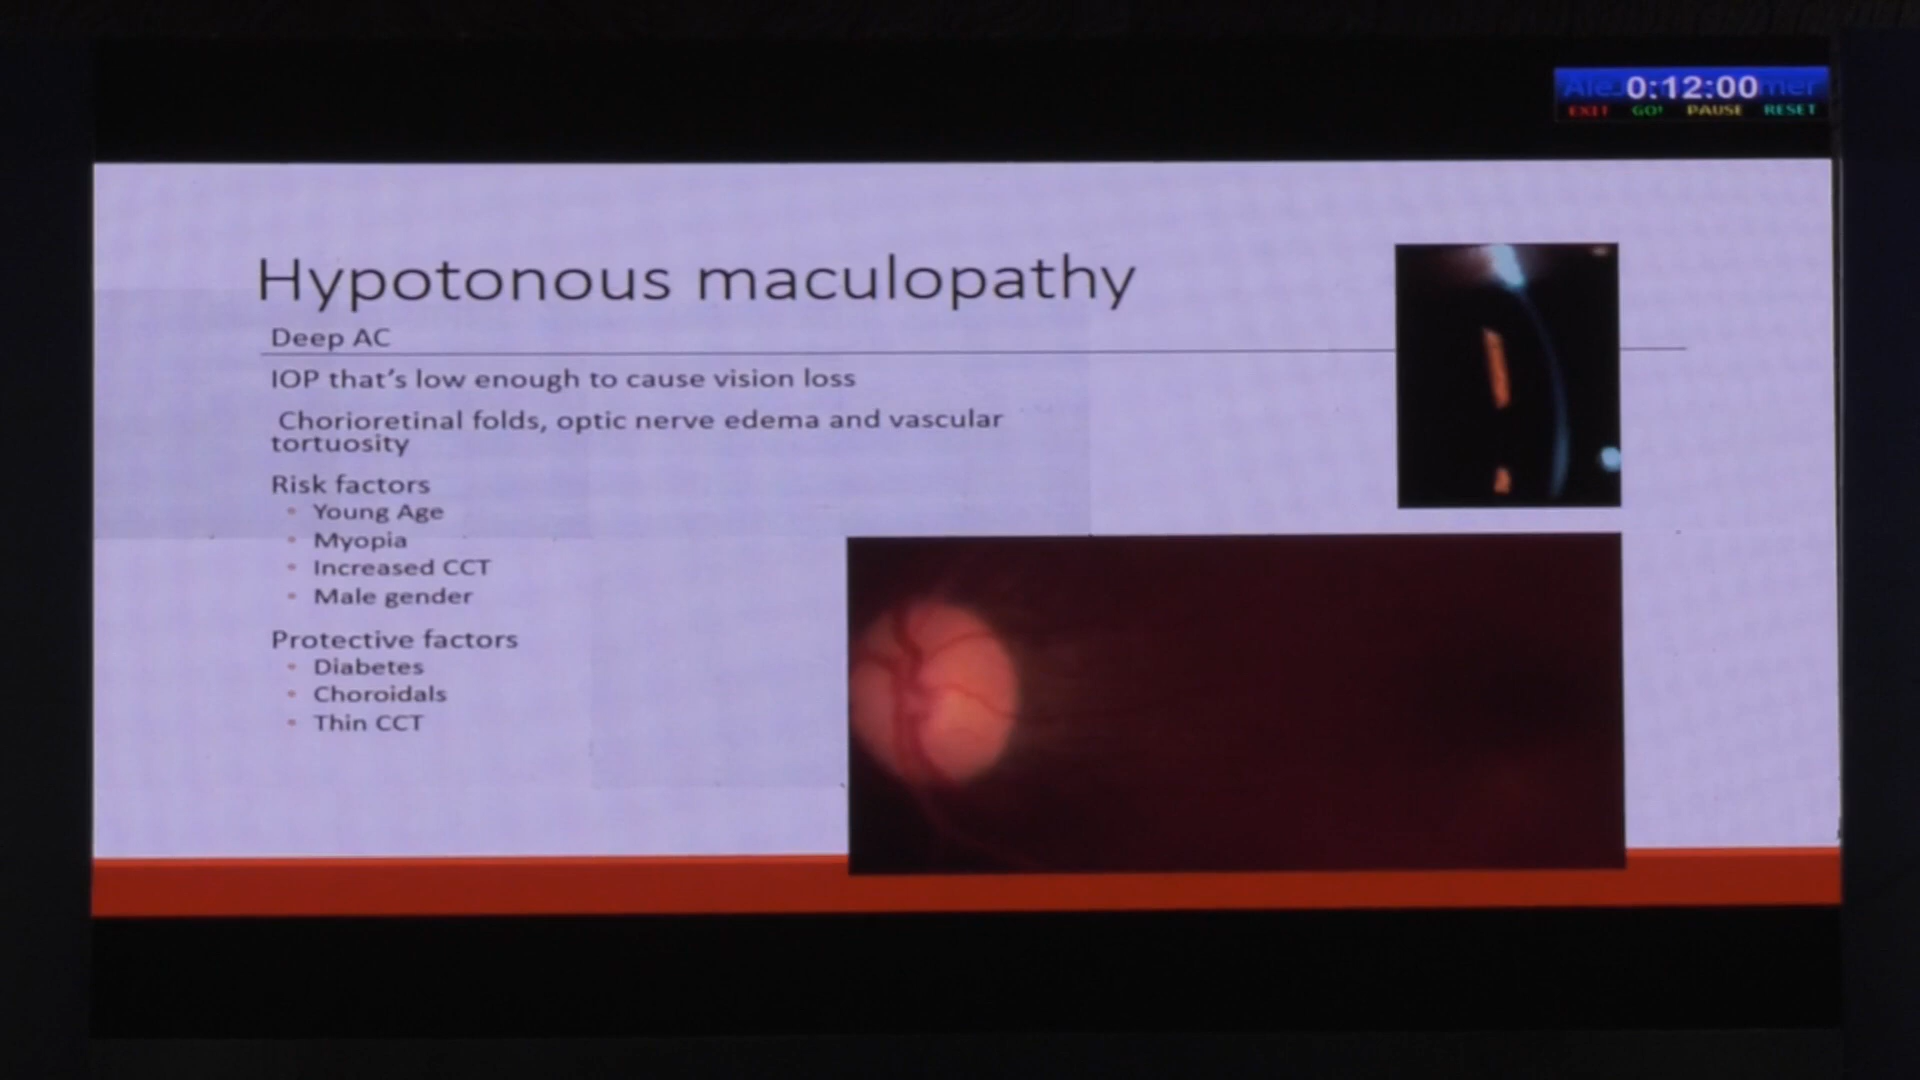 0:12:00
EXIT GO! PAUSE RESET
Hypotonous maculopathy
Deep AC
IOP that's low enough to cause vision loss
Chorioretinal folds, optic nerve edema and vascular
tortuosity
Risk factors
• Young Age
• Myopia
• Increased CCT
• Male gender
Protective factors
• Diabetes
• Choroidals
• Thin CCT